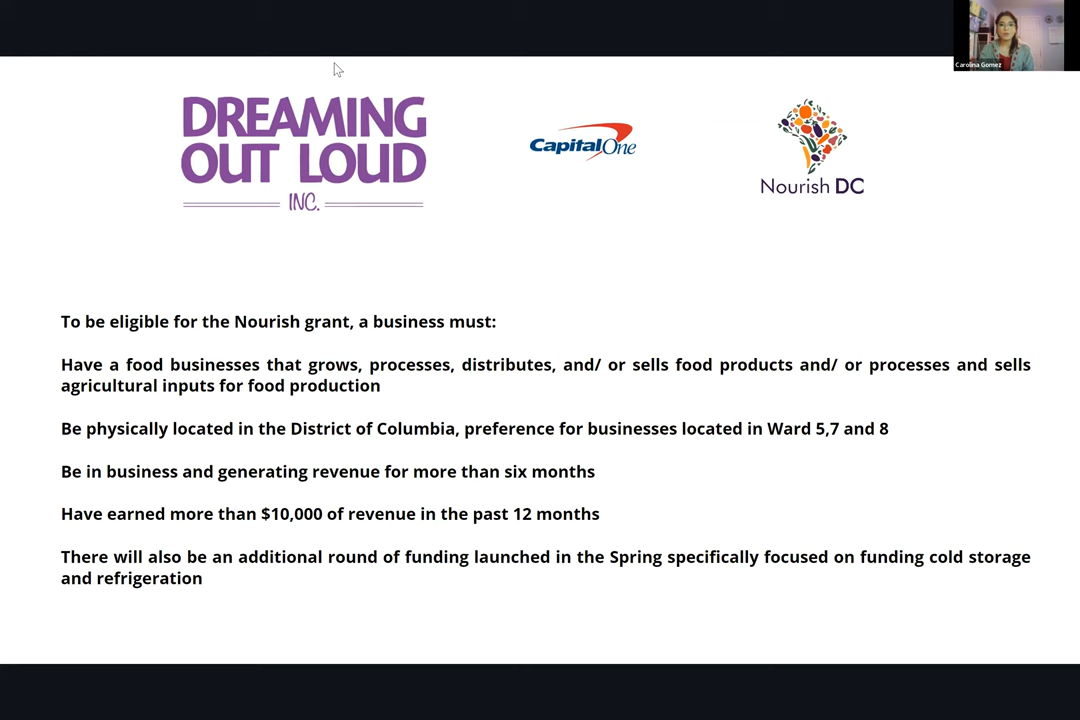 Carolina Gomez
DREAMING
OUT LOUD
INC.
Capital One
Nourish DC
To be eligible for the Nourish grant, a business must:
Have a food businesses that grows, processes, distributes, and/ or sells food products and/ or processes and sells
agricultural inputs for food production
Be physically located in the District of Columbia, preference for businesses located in Ward 5,7 and 8
Be in business and generating revenue for more than six months
Have earned more than $10,000 of revenue in the past 12 months
There will also be an additional round of funding launched in the Spring specifically focused on funding cold storage
and refrigeration